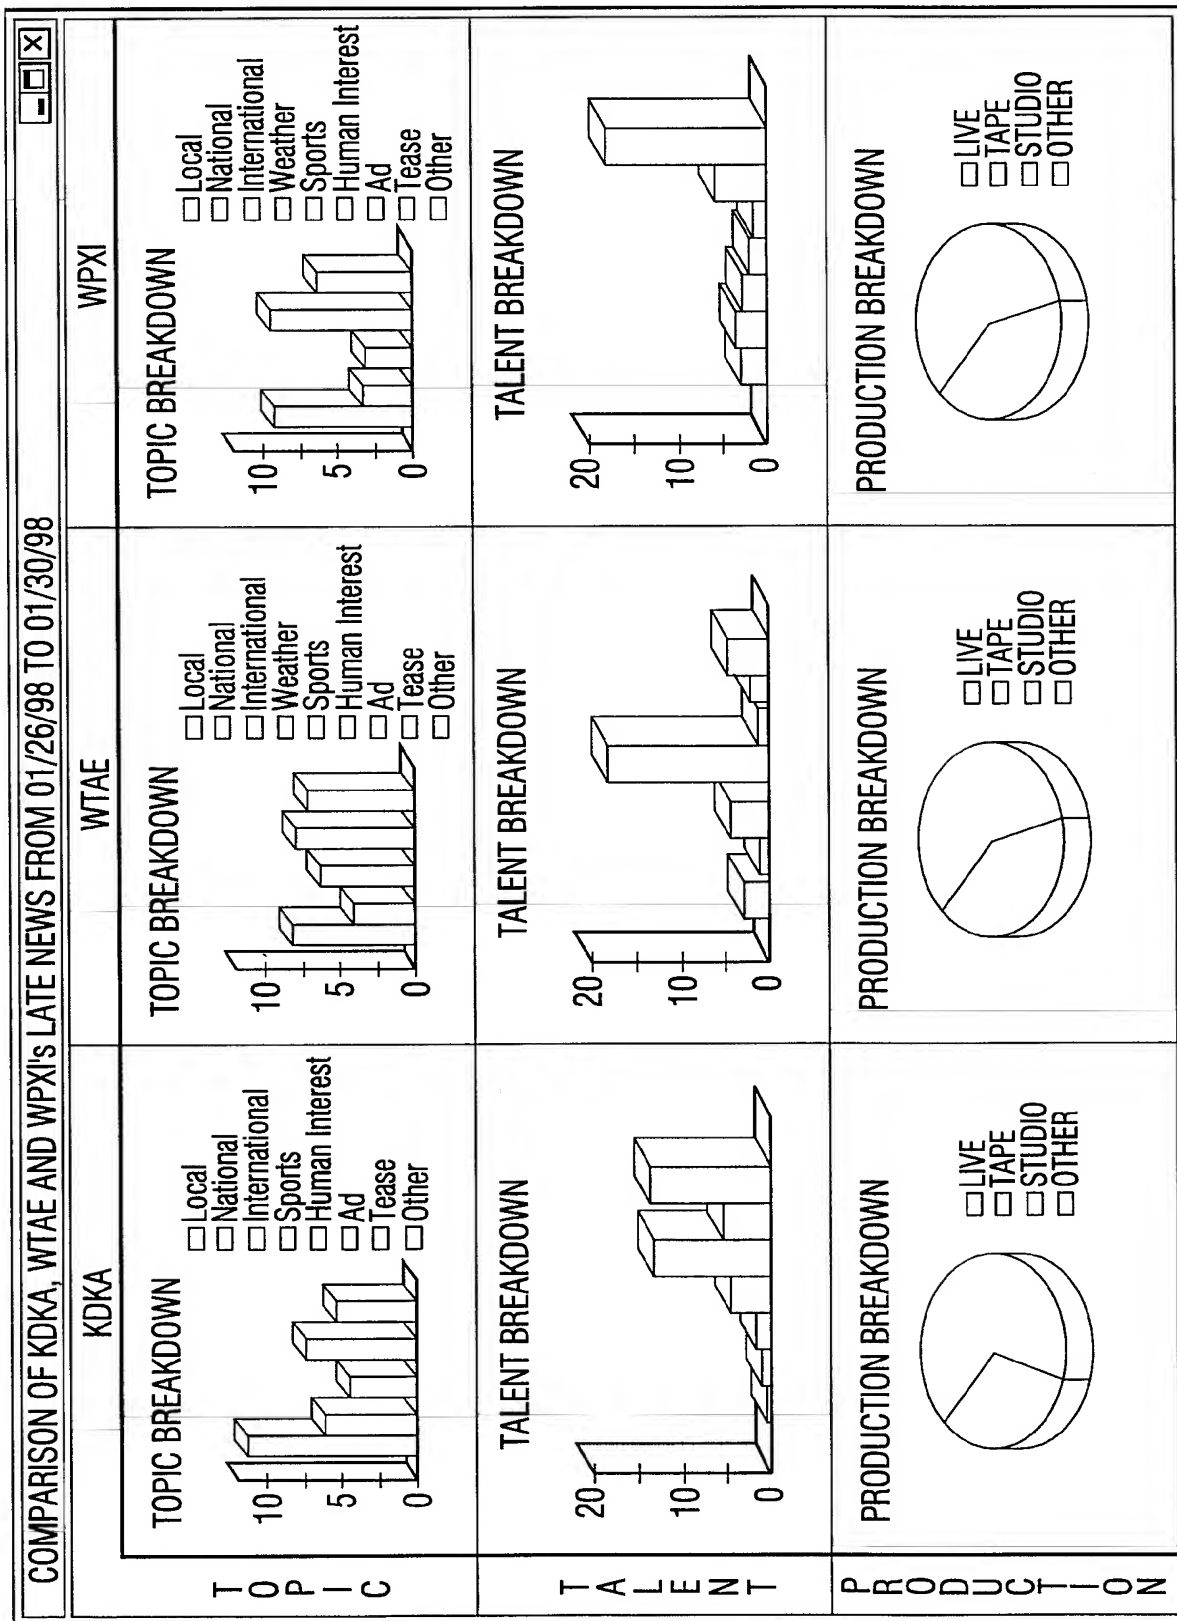 COMPARISON OF KDKA, WTAE AND WPXI's LATE NEWS FROM 01/26/98 TO 01/30/98
KDKA
WTAE
WPXI
TOPIC
TOPIC BREAKDOWN
10
5
0
Local
National
International
Sports
Human Interest
Ad
Tease
Other
TOPIC BREAKDOWN
10
5
0
Local
National
International
Weather
Sports
Human Interest
Ad
Tease
Other
TOPIC BREAKDOWN
10
5
0
Local
National
International
Weather
Sports
Human Interest
Ad
Tease
Other
TALENT
TALENT BREAKDOWN
20
10
0
TALENT BREAKDOWN
20
10
0
TALENT BREAKDOWN
20
10
0
PRODUCTION
PRODUCTION BREAKDOWN
LIVE
TAPE
STUDIO
OTHER
PRODUCTION BREAKDOWN
LIVE
TAPE
STUDIO
OTHER
PRODUCTION BREAKDOWN
LIVE
TAPE
STUDIO
OTHER